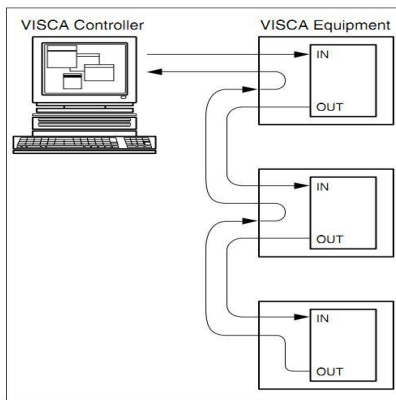 VISCA Controller
VISCA Equipment
IN
OUT
IN
OUT
IN
OUT